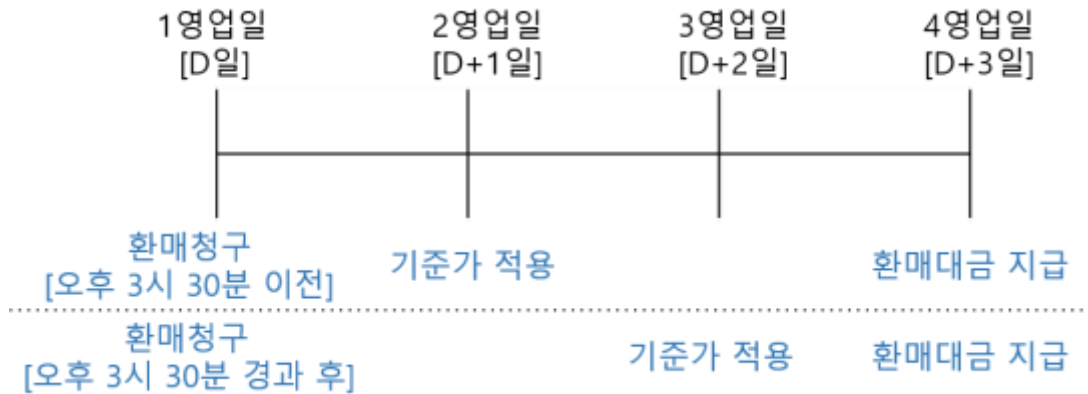 1영업일 2영업일 3영업일 4영업일
[D일] [D+1일] [D+2일] [D+3일]
환매청구
[오후 3시 30분 이전] 기준가 적용 환매대금 지급
환매청구
[오후 3시 30분 경과 후] 기준가 적용 환매대금 지급